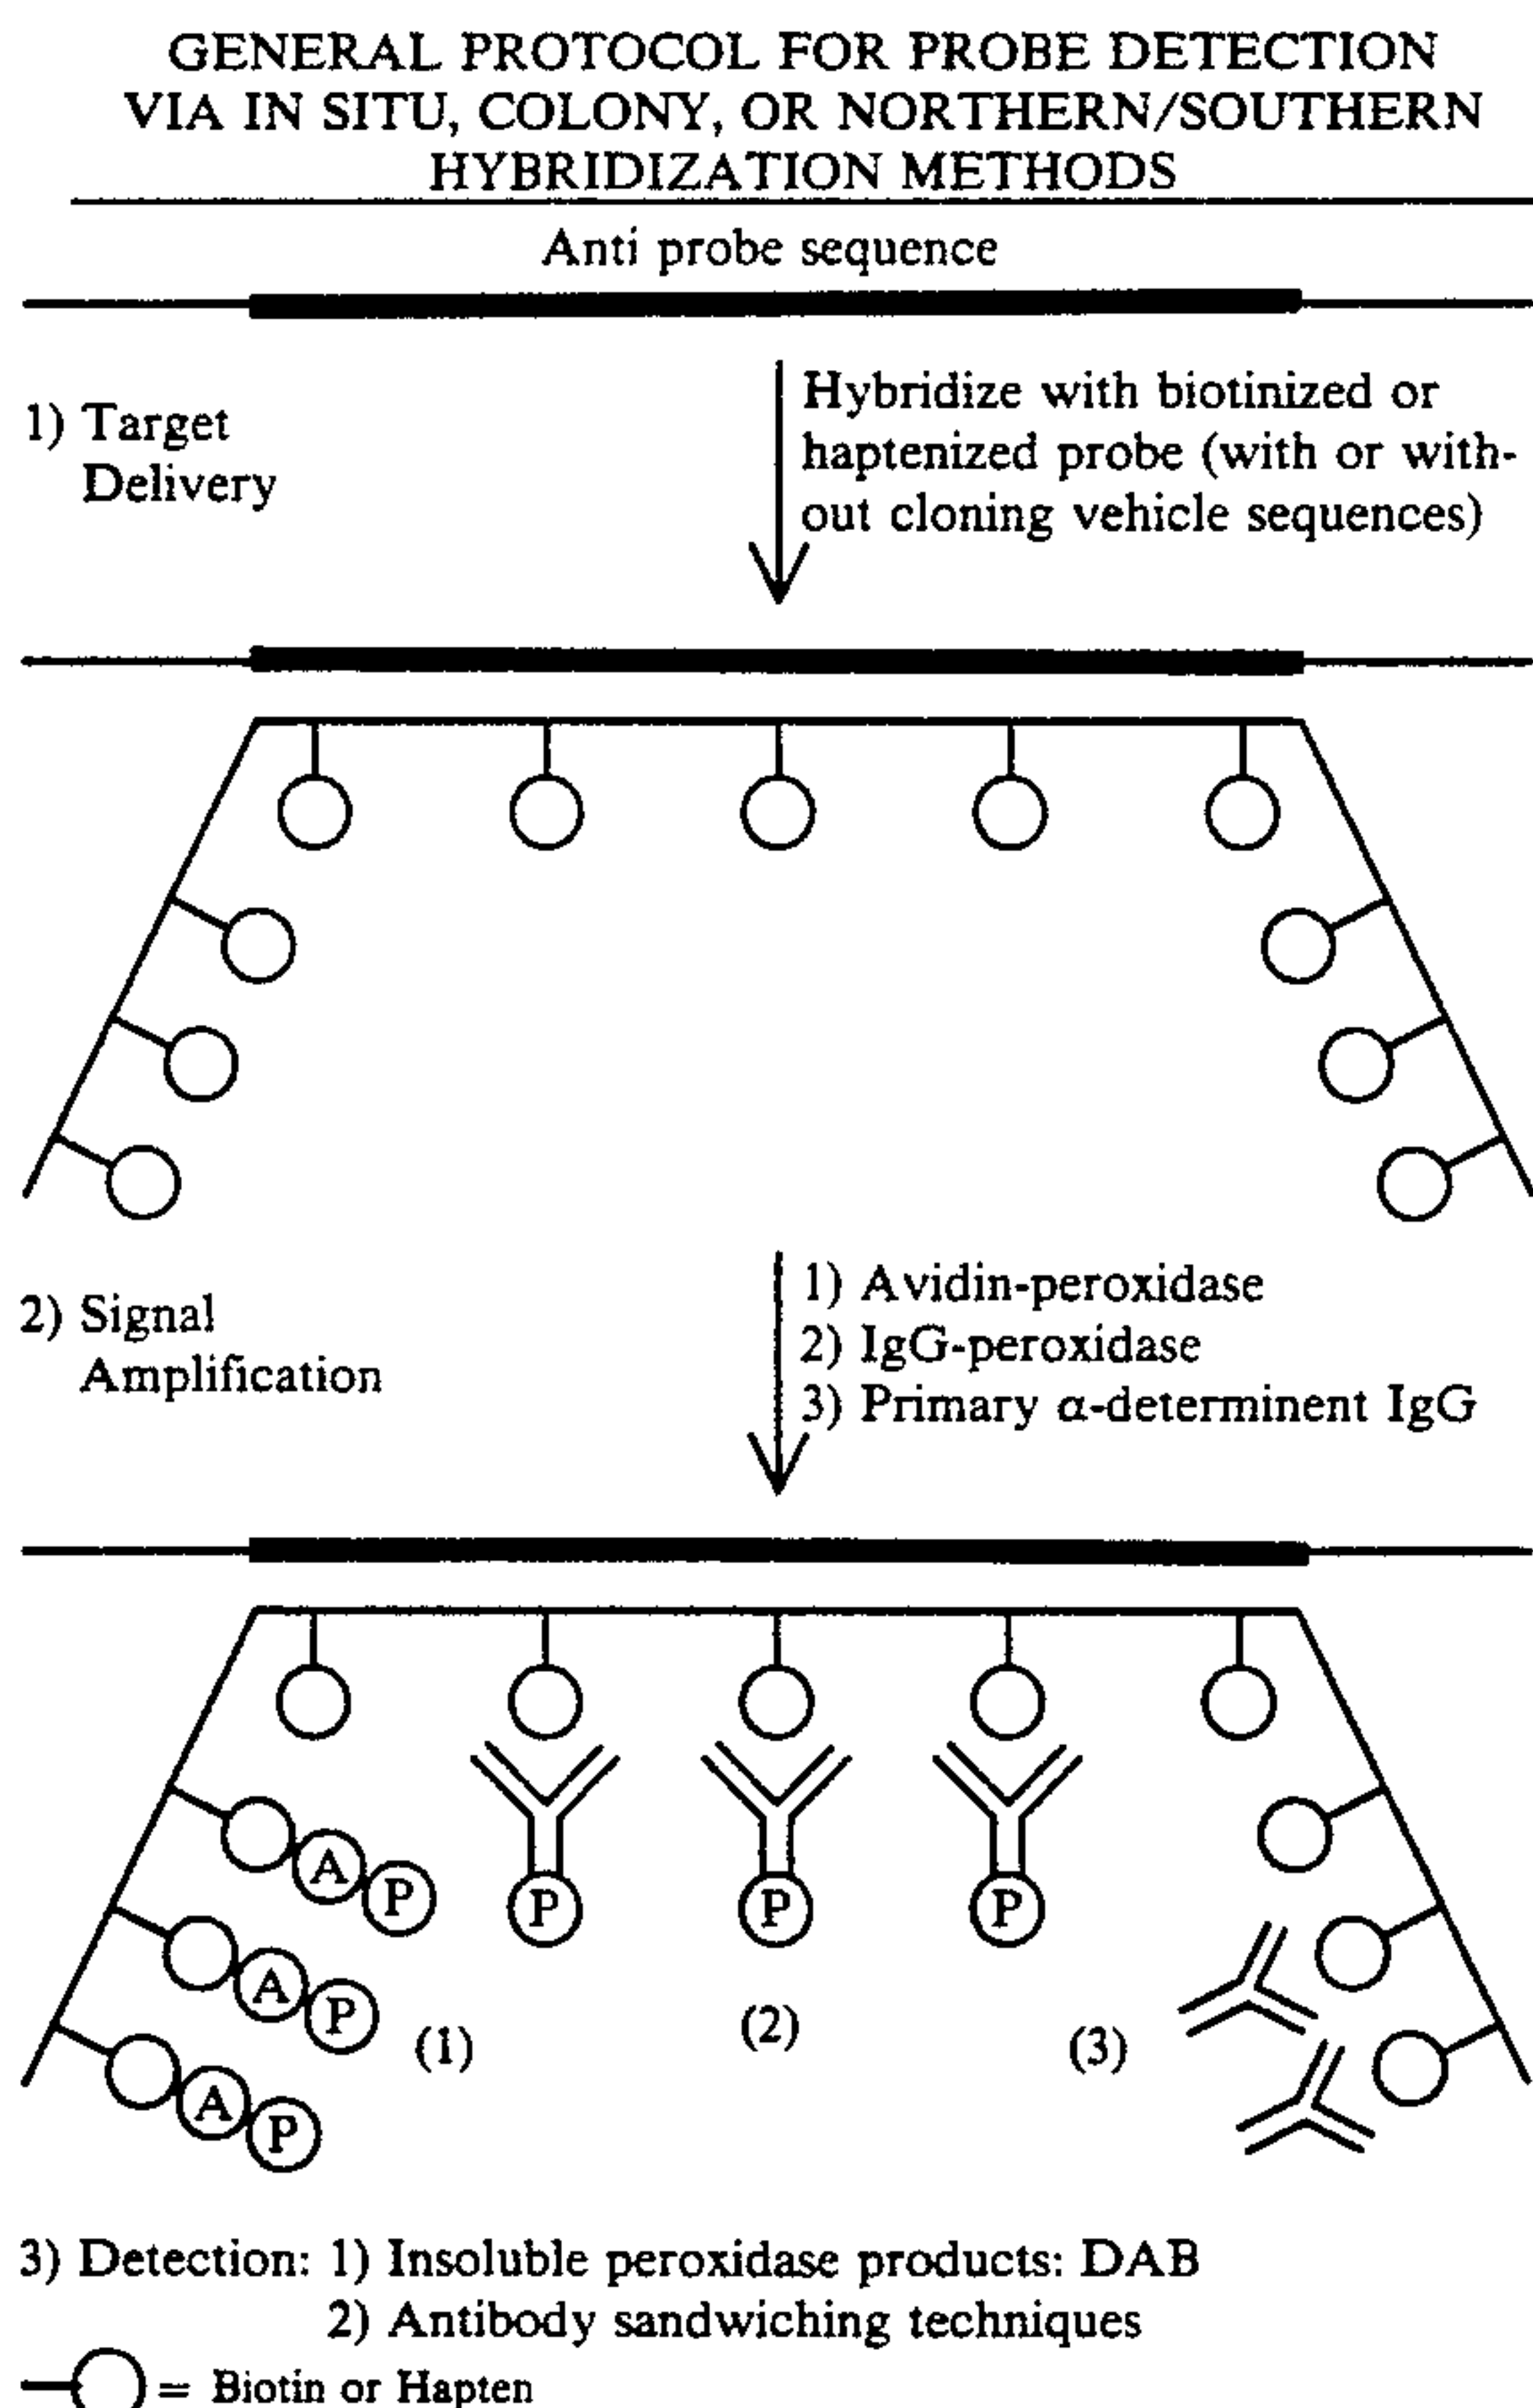 GENERAL PROTOCOL FOR PROBE DETECTION
VIA IN SITU, COLONY, OR NORTHERN/SOUTHERN
HYBRIDIZATION METHODS
Anti probe sequence
1) Target
Delivery
Hybridize with biotinized or
haptenized probe (with or with-
out cloning vehicle sequences)
2) Signal
Amplification
1) Avidin-peroxidase
2) IgG-peroxidase
3) Primary α-determinent IgG
A P
P P P
A P
(1) (2) (3)
A P
3) Detection: 1) Insoluble peroxidase products: DAB
2) Antibody sandwiching techniques
= Biotin or Hapten